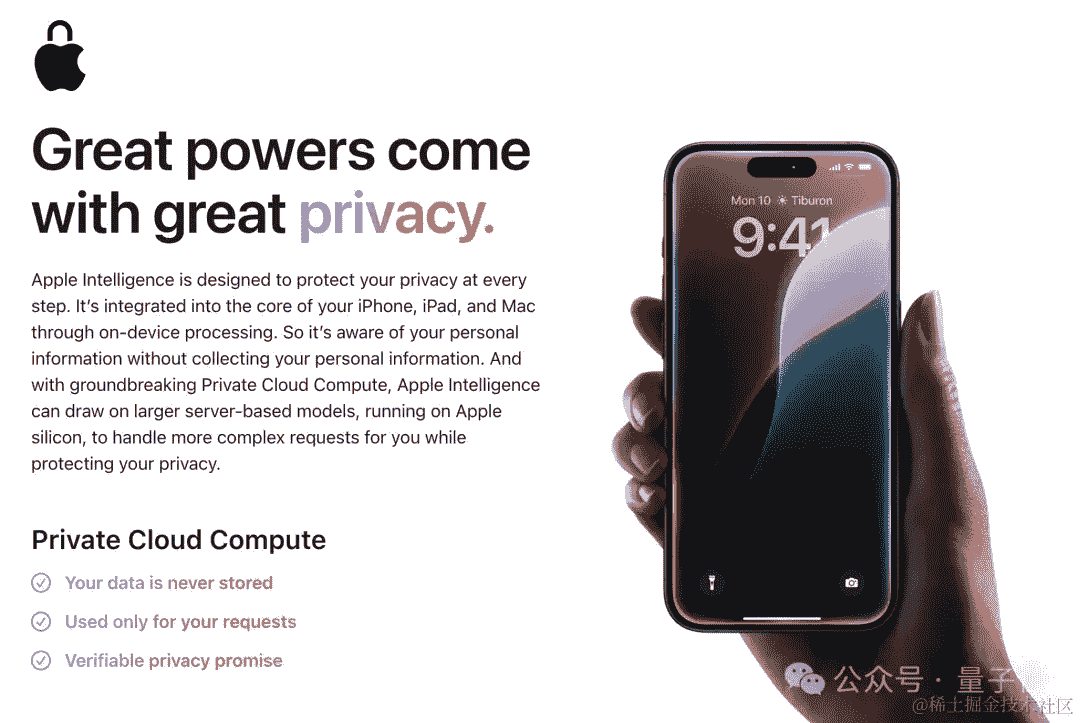 Great powers come
with great privacy.
Apple Intelligence is designed to protect your privacy at every
step. It’s integrated into the core of your iPhone, iPad, and Mac
through on-device processing. So it’s aware of your personal
information without collecting your personal information. And
with groundbreaking Private Cloud Compute, Apple Intelligence
can draw on larger server-based models, running on Apple
silicon, to handle more complex requests for you while
protecting your privacy.
Private Cloud Compute
Your data is never stored
Used only for your requests
Verifiable privacy promise
Mon 10 Tiburon
9:41
公众号 · 量子
@稀土掘金技术社区